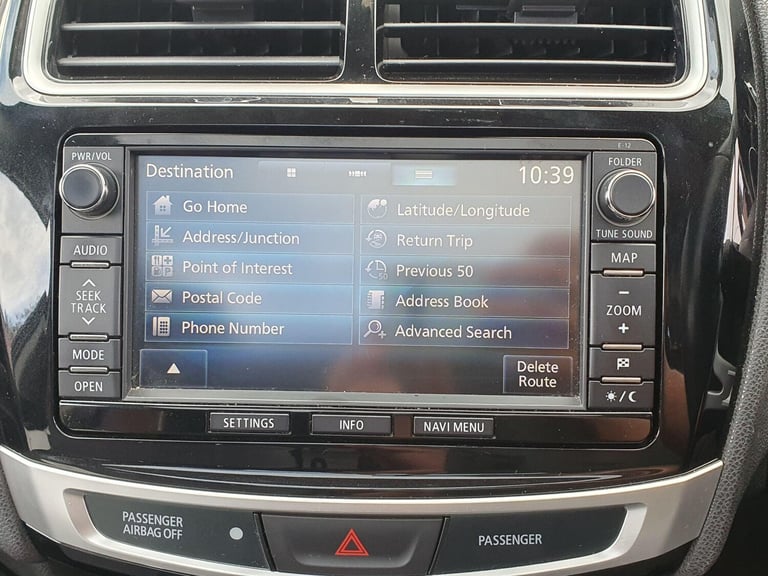 E-12
PWR/VOL
FOLDER
Destination
10:39
Go Home
Latitude/Longitude
TUNE SOUND
Address/Junction
Return Trip
AUDIO
MAP
Point of Interest
Previous 50
50
SEEK
TRACK
Postal Code
Address Book
ZOOM
Phone Number
Advanced Search
MODE
Delete
Route
OPEN
SETTINGS
INFO
NAVI MENU
PASSENGER
AIRBAG OFF
PASSENGER